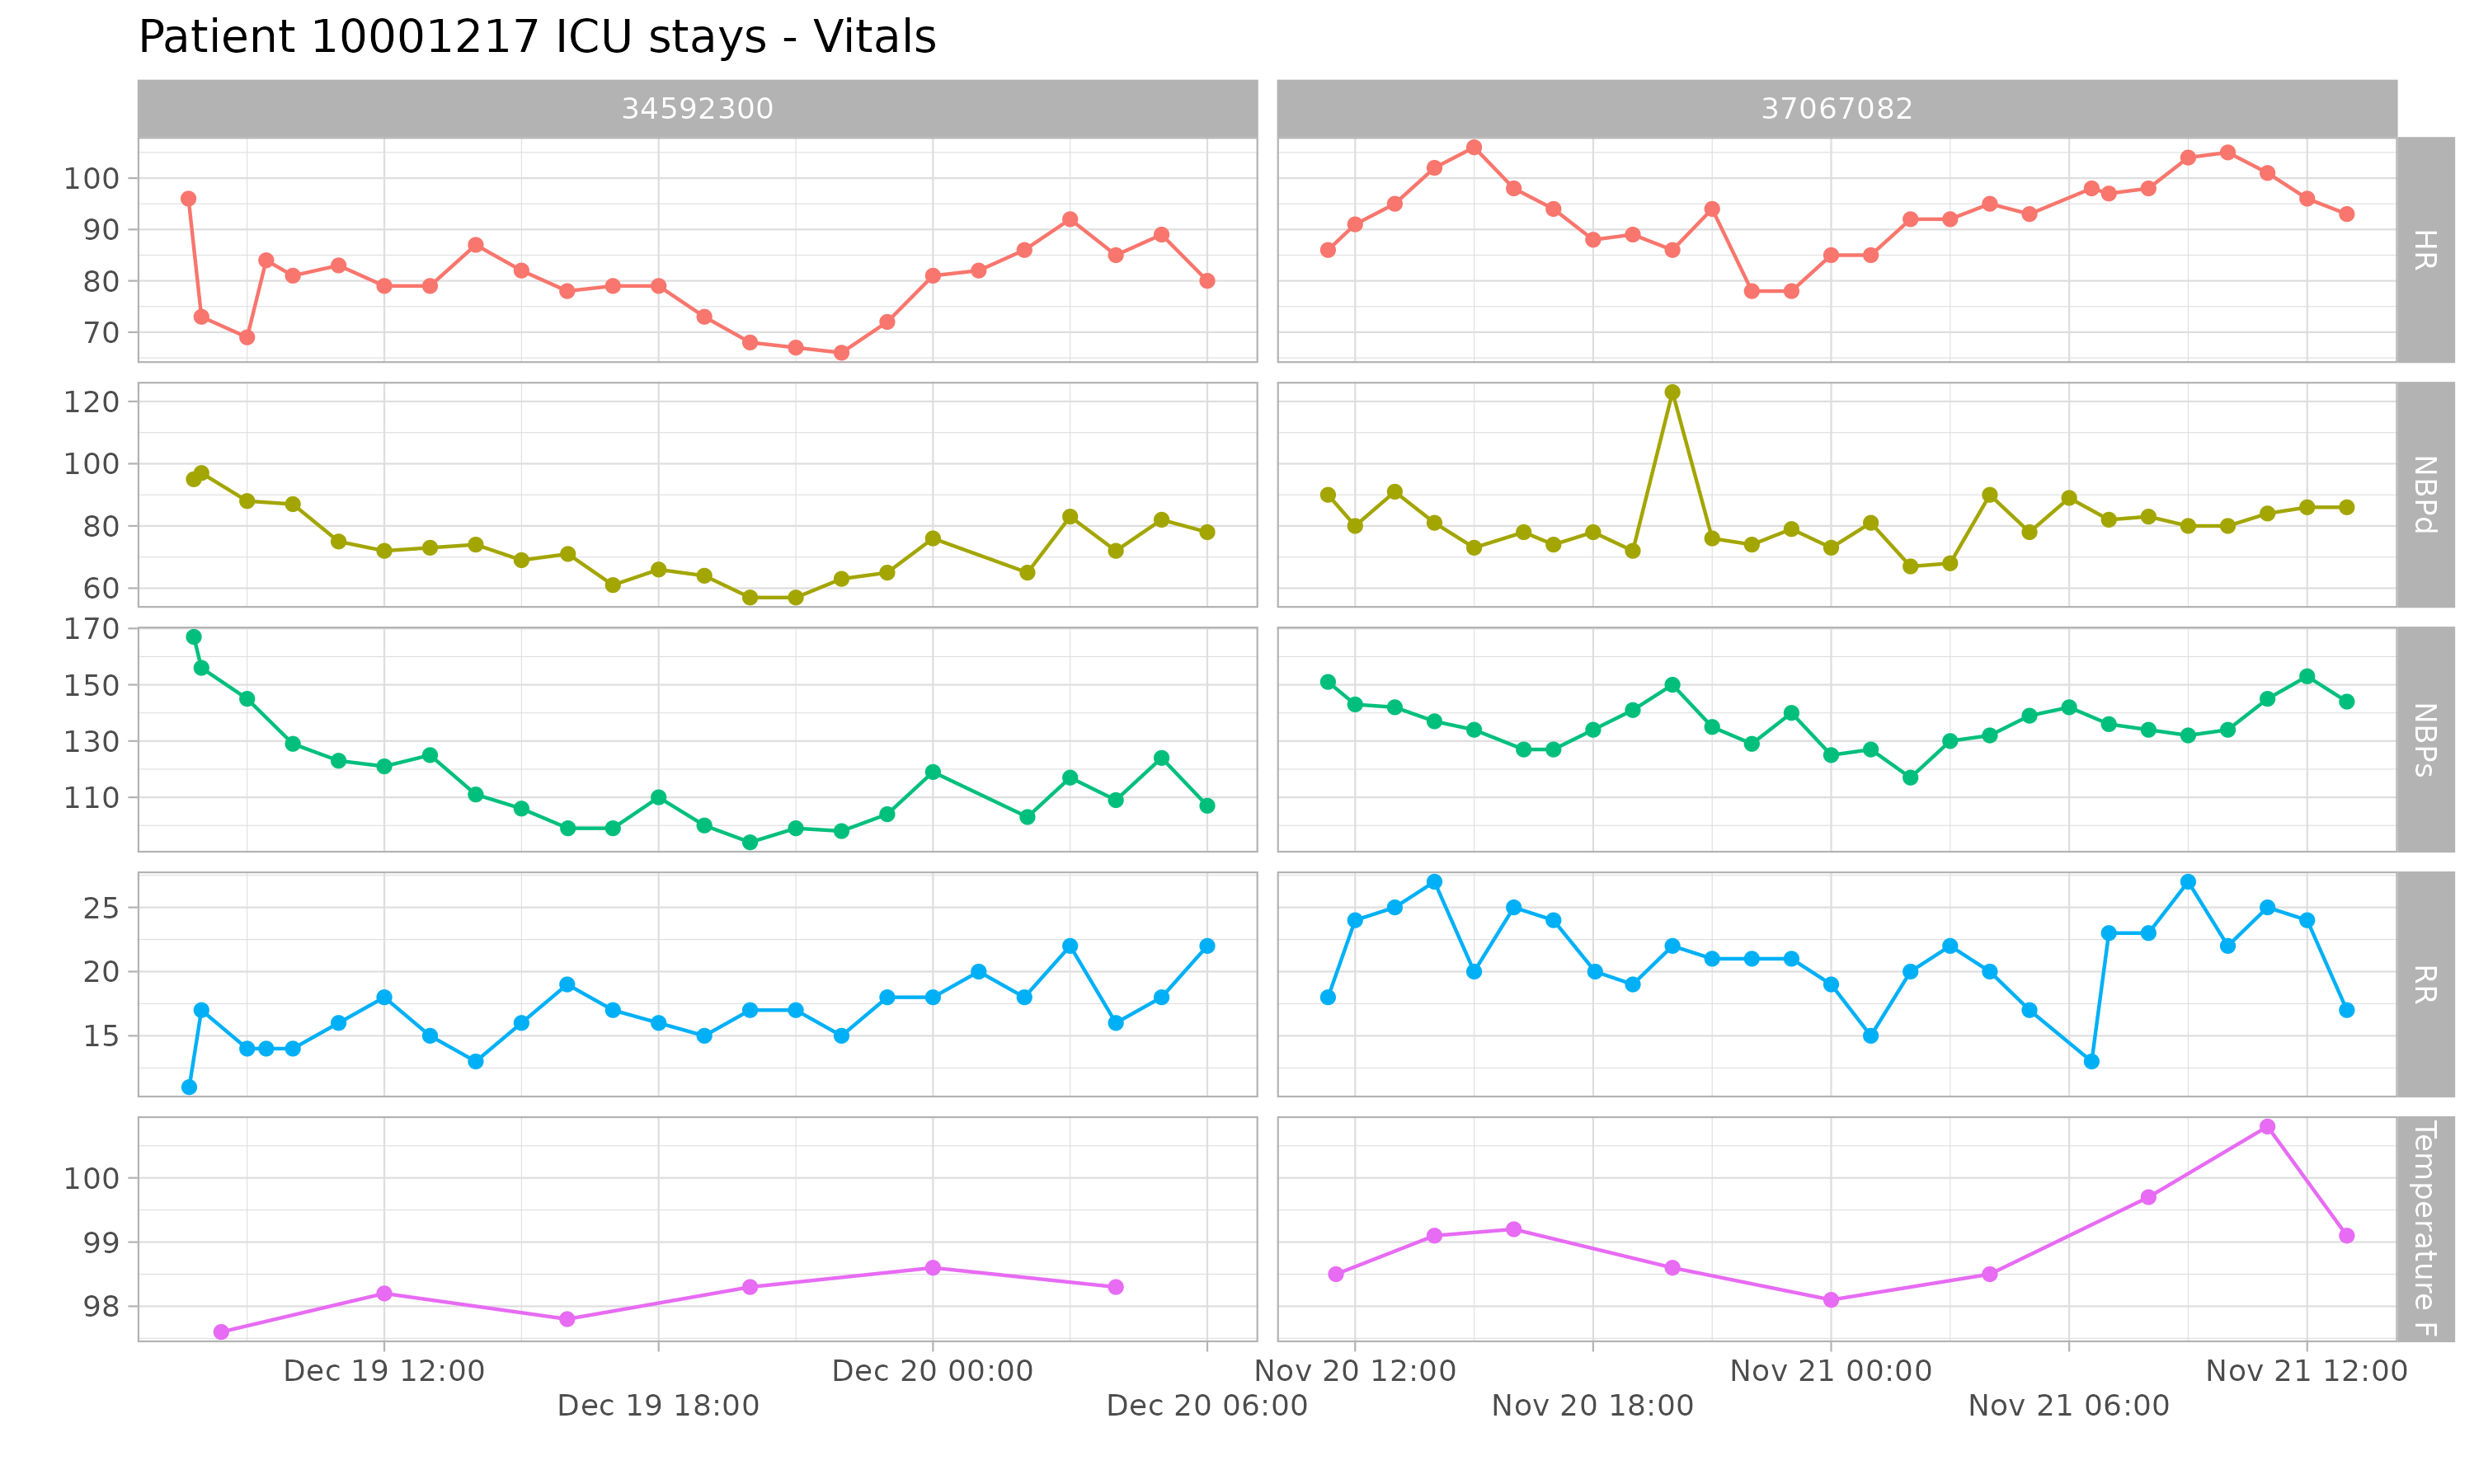 Patient 10001217 ICU stays - Vitals
34592300
37067082
100
90
80
70
HR
120
100
80
60
NBPd
170
150
130
110
NBPs
25
20
15
RR
100
99
98
Temperature F
Dec 19 12:00
Dec 20 00:00
Nov 20 12:00
Nov 21 00:00
Nov 21 12:00
Dec 19 18:00
Dec 20 06:00
Nov 20 18:00
Nov 21 06:00